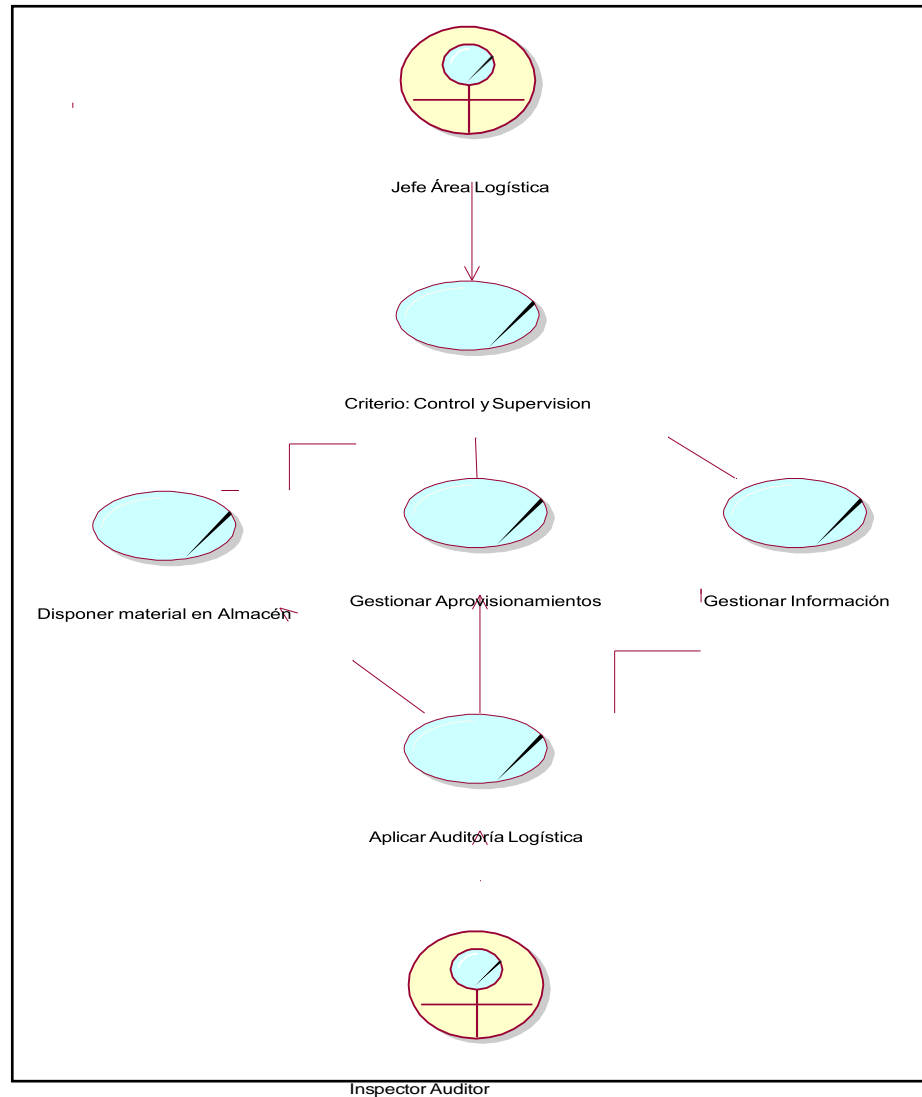 Jefe Área Logística
Criterio: Control y Supervision
Disponer material en Almacén
Gestionar Aprovisionamientos
Gestionar Información
Aplicar Auditoría Logística
Inspector Auditor